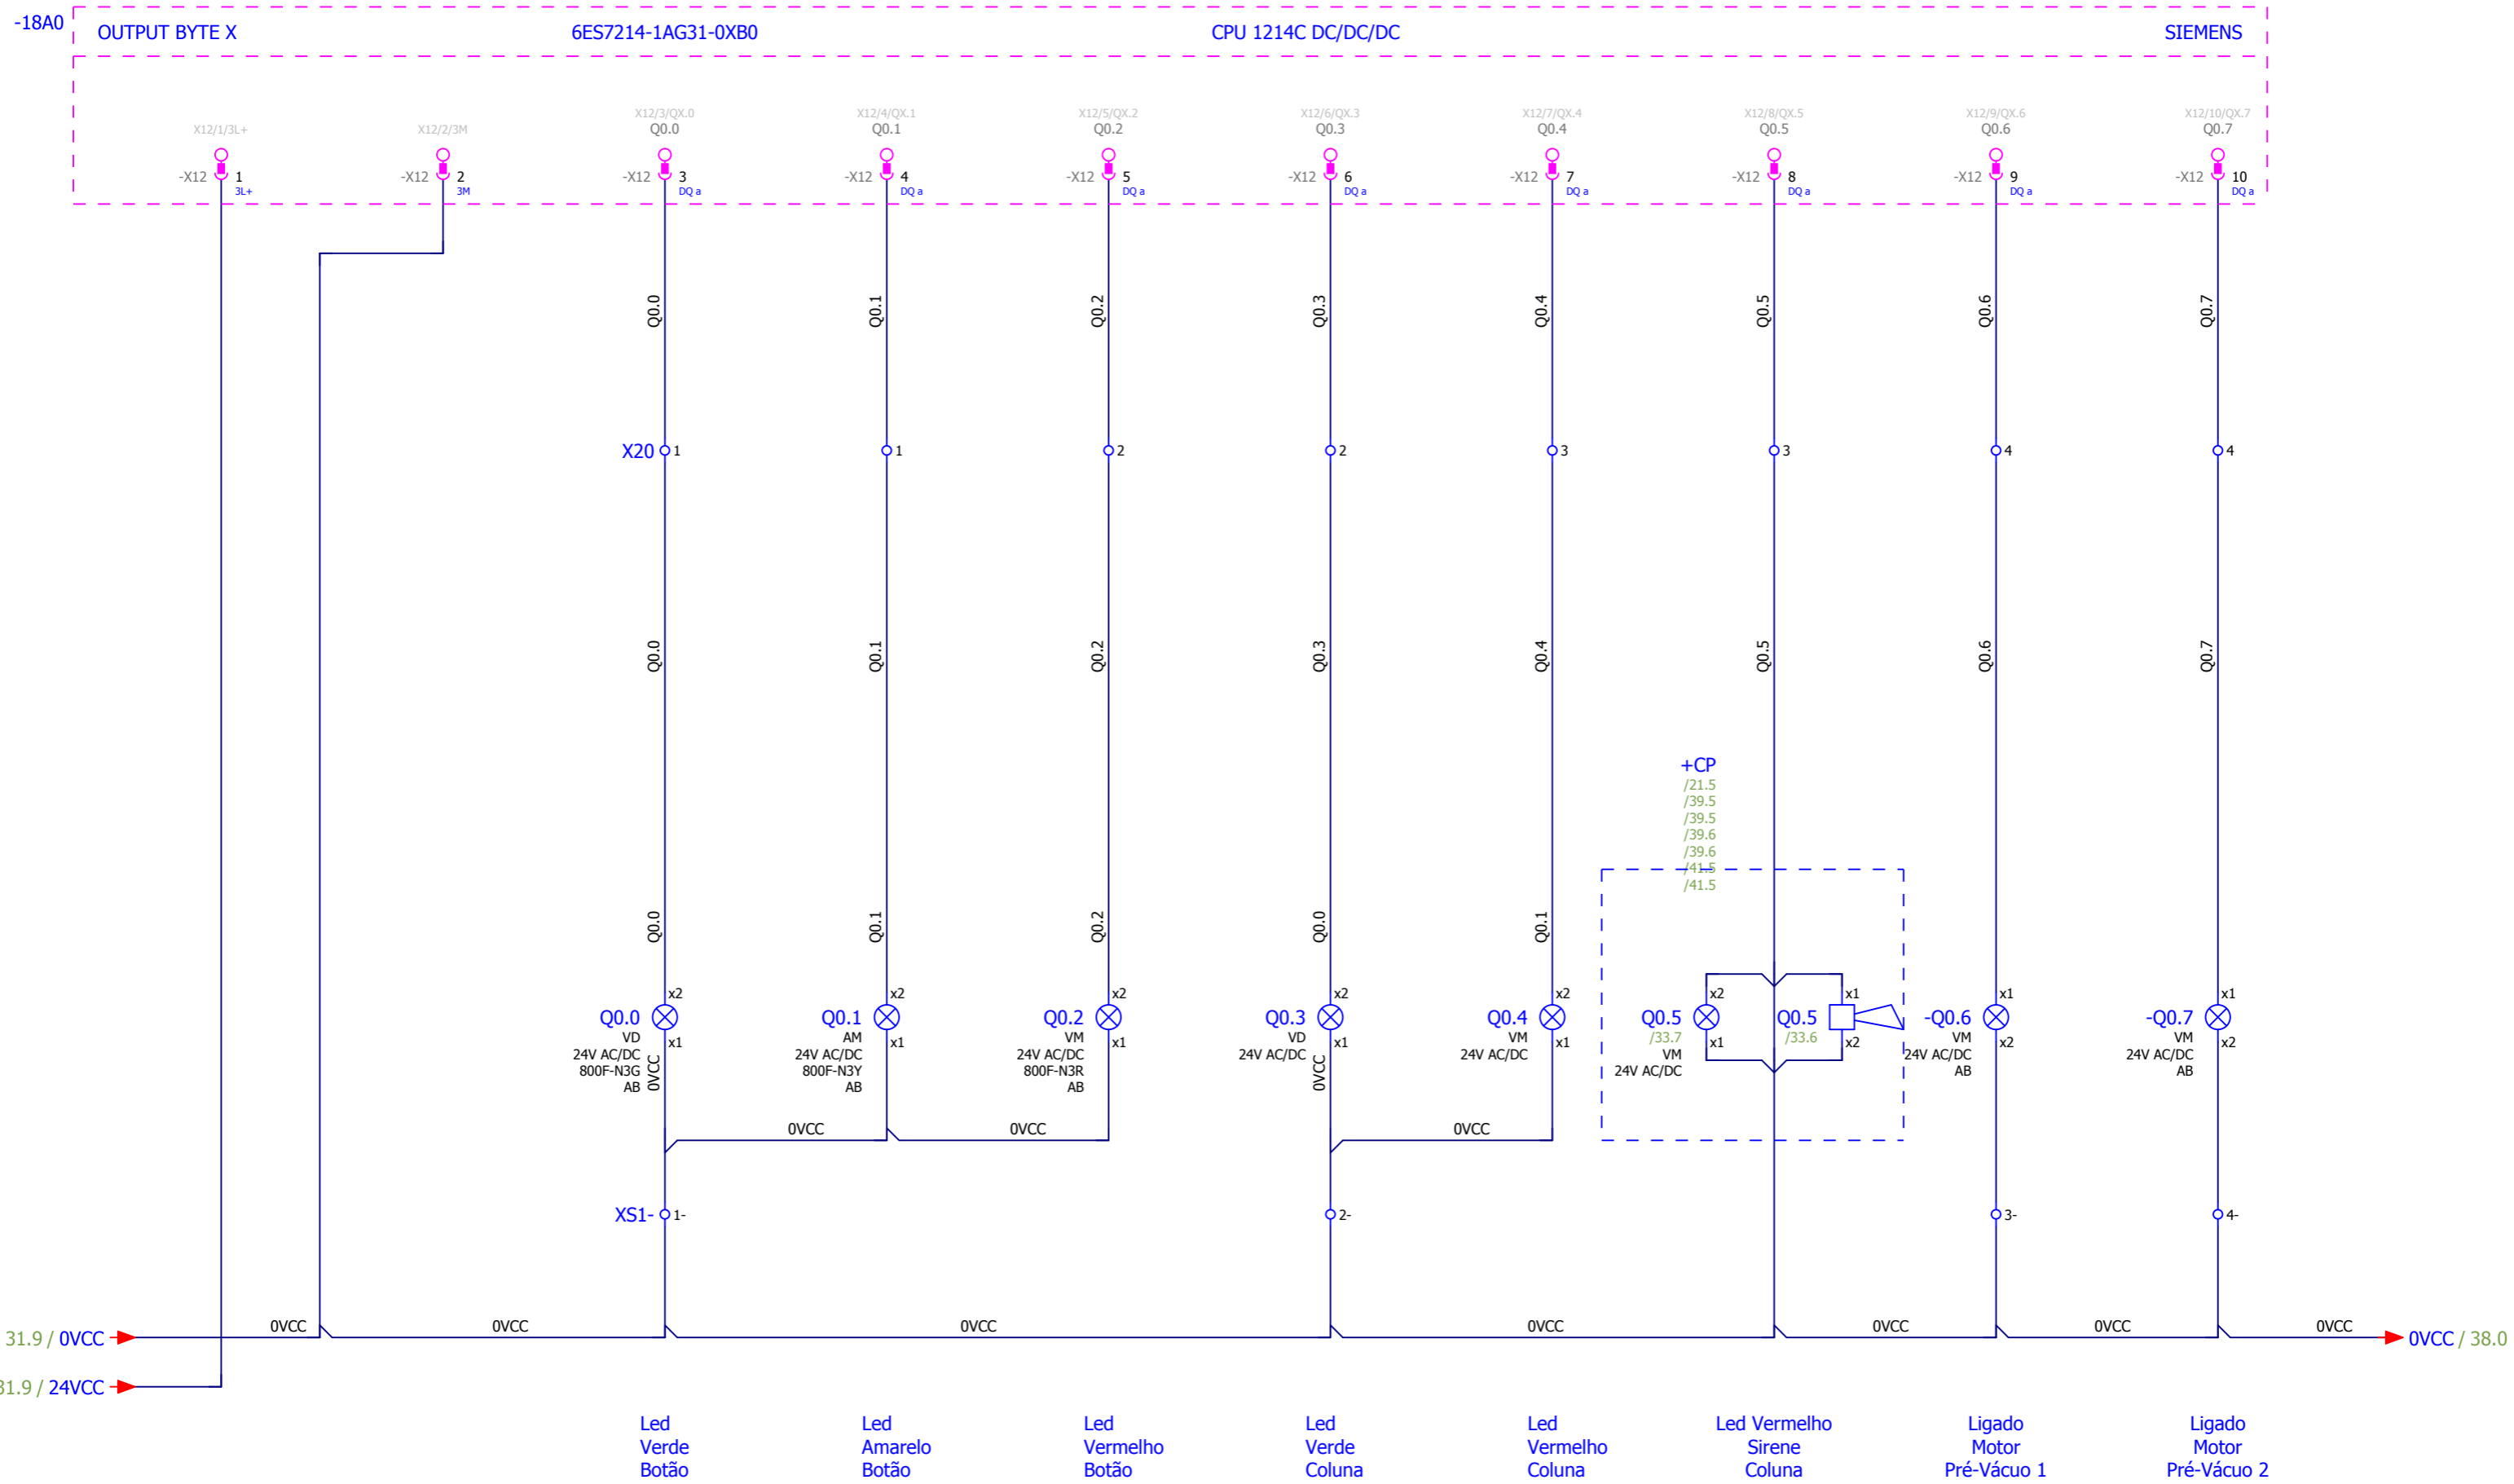 -18A0
OUTPUT BYTE X 6ES7214-1AG31-0XB0 CPU 1214C DC/DC/DC SIEMENS
X12/3/QX.0 X12/4/QX.1 X12/5/QX.2 X12/6/QX.3 X12/7/QX.4 X12/8/QX.5 X12/9/QX.6 X12/10/QX.7
X12/1/3L+ X12/2/3M Q0.0 Q0.1 Q0.2 Q0.3 Q0.4 Q0.5 Q0.6 Q0.7
-X12 1 -X12 2 -X12 3 -X12 4 -X12 5 -X12 6 -X12 7 -X12 8 -X12 9 -X12 10
3L+ 3M DQ a DQ a DQ a DQ a DQ a DQ a DQ a DQ a
Q0.0 Q0.1 Q0.2 Q0.3 Q0.4 Q0.5 Q0.6 Q0.7
X20 1 1 2 2 3 3 4 4
Q0.0 Q0.1 Q0.2 Q0.3 Q0.4 Q0.5 Q0.6 Q0.7
+CP
/21.5
/39.5
/39.5
/39.6
/39.6
/41.5
/41.5
Q0.0 Q0.1 Q0.2 Q0.0 Q0.1
x2 x2 x2 x2 x2 x2 x1 x1 x1
Q0.0 Q0.1 Q0.2 Q0.3 Q0.4 Q0.5 Q0.5 -Q0.6 -Q0.7
VD AM VM VD VM /33.7 /33.6 VM VM
x1 x1 x1 x1 x1 x1 x2 x2 x2
24V AC/DC 24V AC/DC 24V AC/DC 24V AC/DC 24V AC/DC VM 24V AC/DC 24V AC/DC
800F-N3G 800F-N3Y 800F-N3R 24V AC/DC AB AB
AB AB AB
0VCC 0VCC
0VCC 0VCC 0VCC
XS1- 1- 2- 3- 4-
0VCC 0VCC 0VCC 0VCC 0VCC 0VCC 0VCC
31.9 / 0VCC 0VCC / 38.0
31.9 / 24VCC
Led Led Led Led Led Led Vermelho Ligado Ligado
Verde Amarelo Vermelho Verde Vermelho Sirene Motor Motor
Botão Botão Botão Coluna Coluna Coluna Pré-Vácuo 1 Pré-Vácuo 2